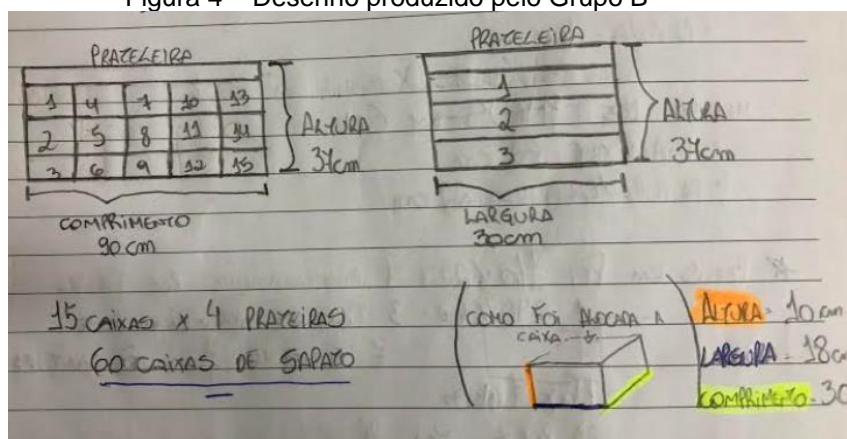 Figura 4 – Desenho produzido pelo Grupo B
PRATELEIRA
1 4 7 10 13
2 5 8 11 14
3 6 9 12 15
ALTURA
37cm
COMPRIMENTO
90 cm
PRATELEIRA
1
2
3
ALTURA
37cm
LARGURA
30cm
15 CAIXAS X 4 PRATEIRAS
60 CAIXAS DE SAPATO
COMO FOI ALOCADA A
CAIXA
ALTURA - 10 cm
LARGURA - 18c
COMPRIMENTO - 30